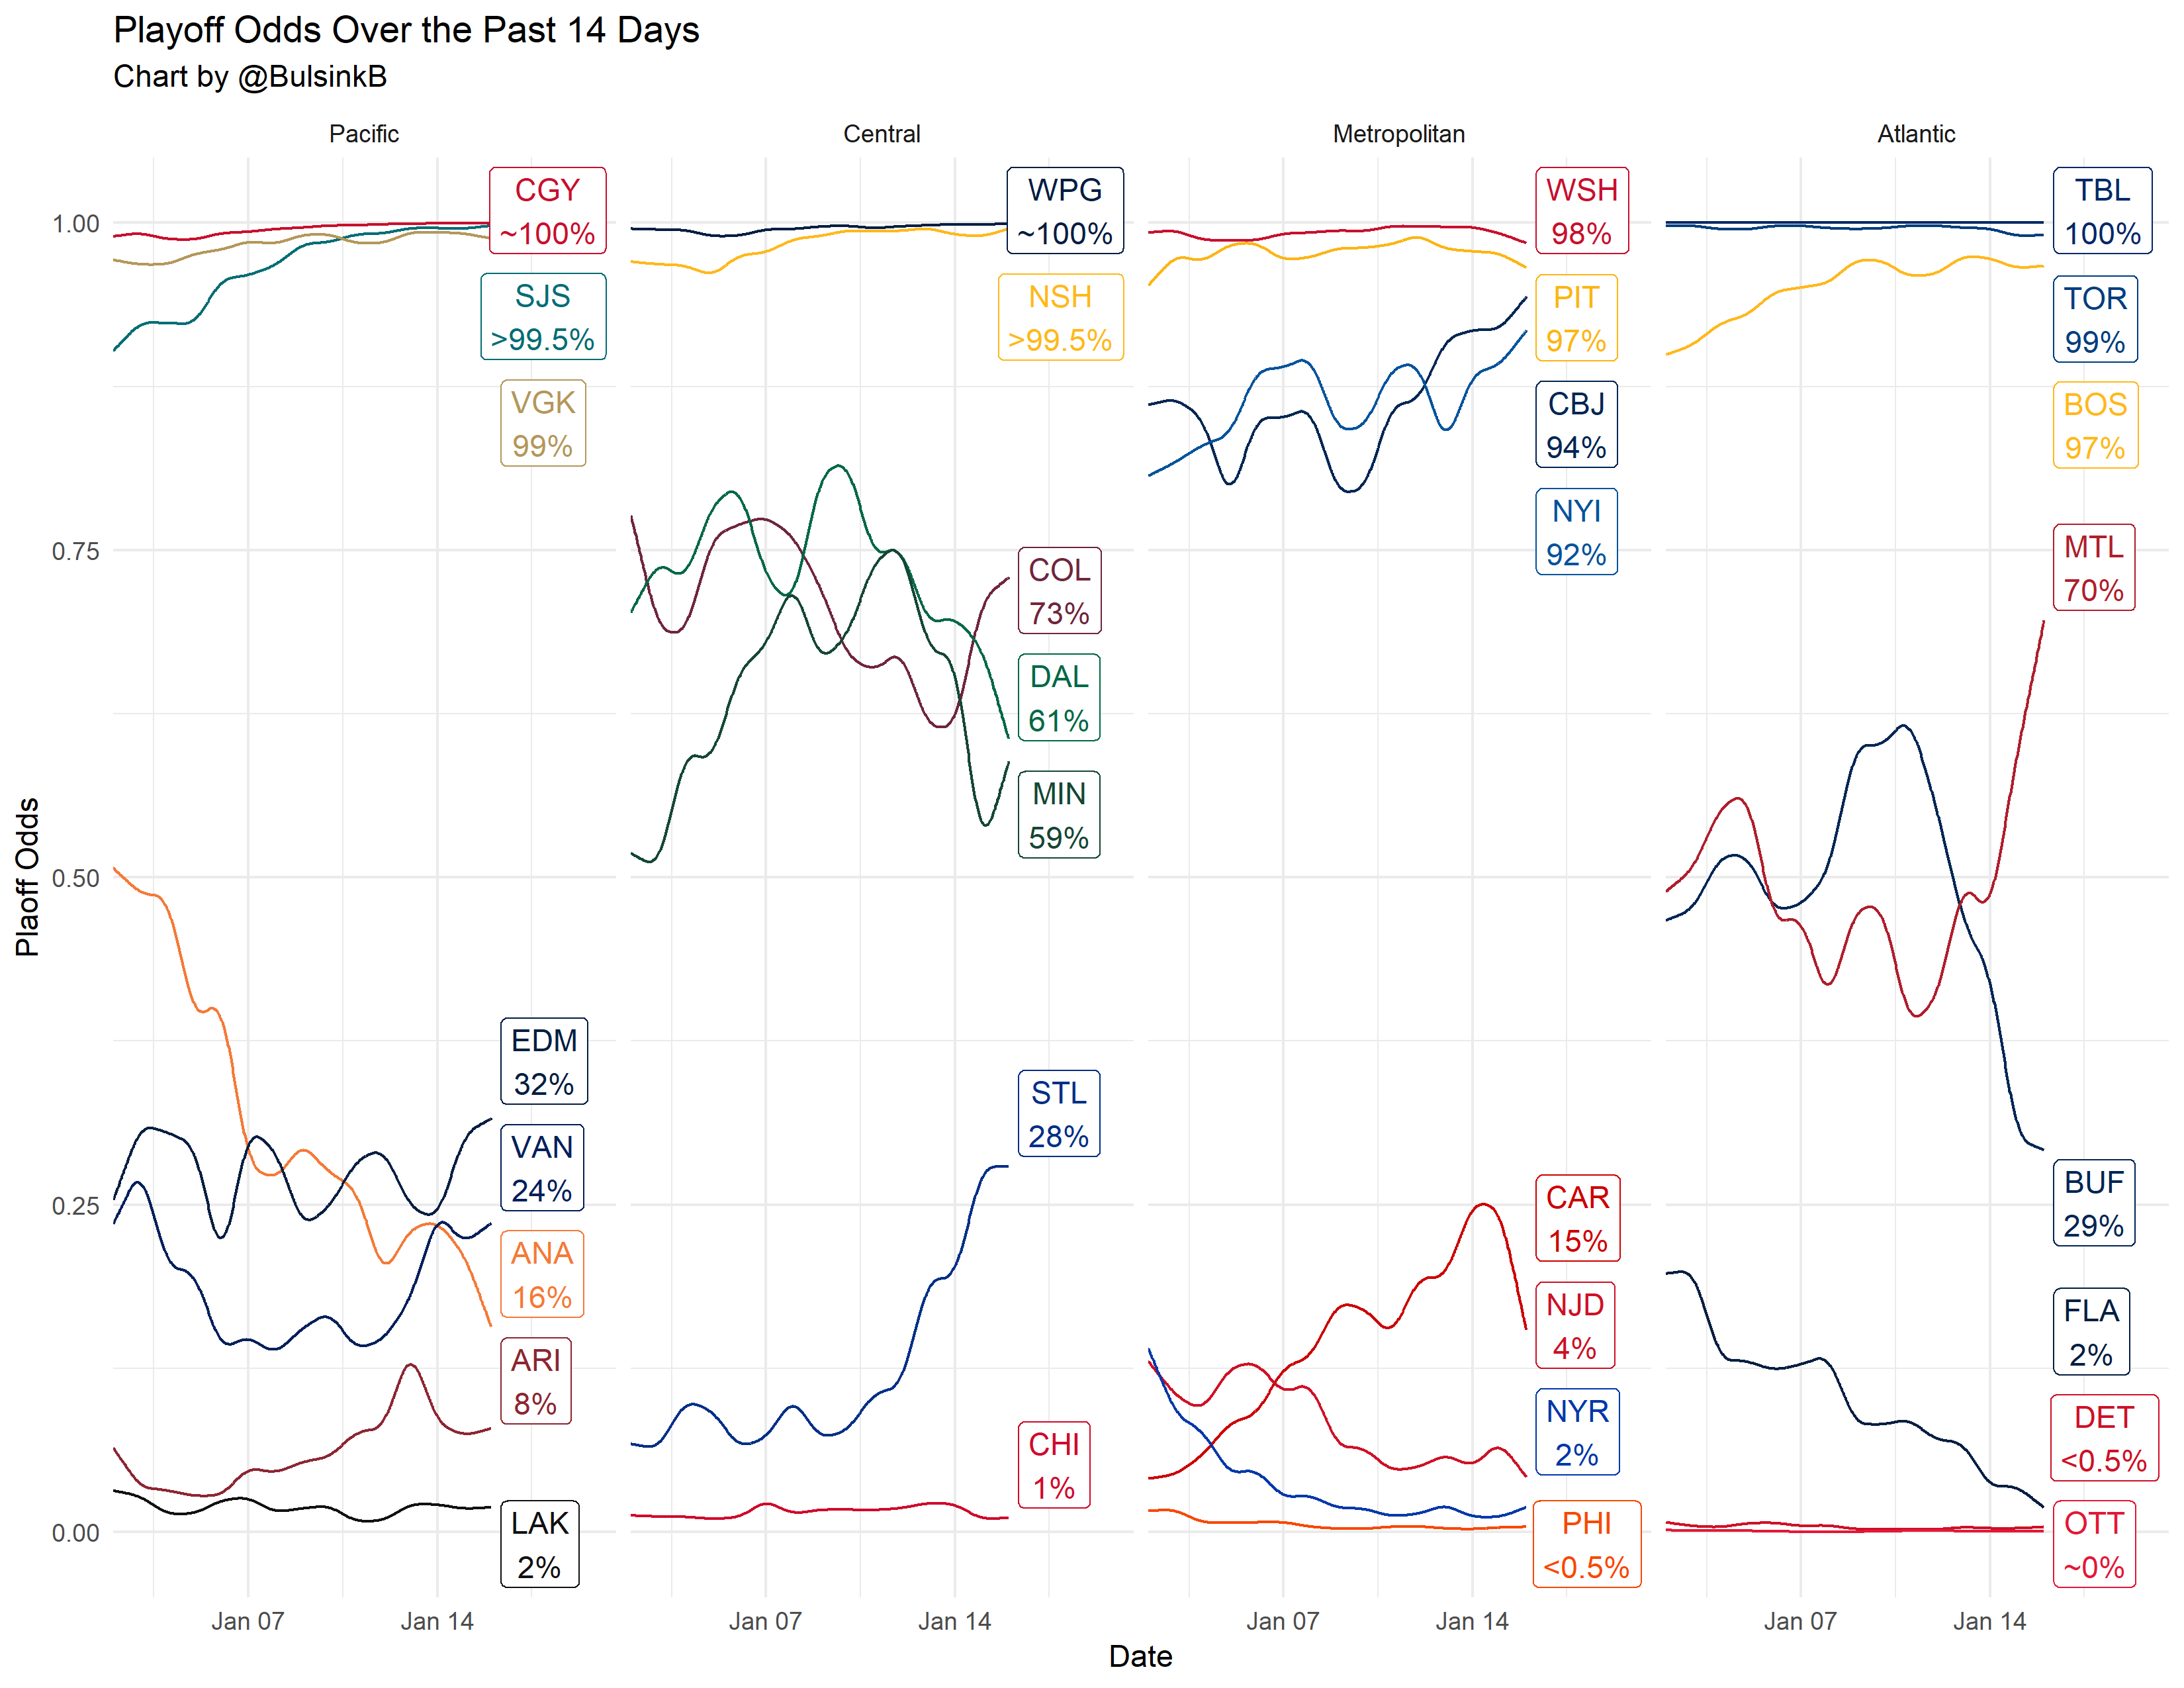 Playoff Odds Over the Past 14 Days
Chart by @BulsinkB
Pacific
Central
Metropolitan
Atlantic
Plaoff Odds
1.00
0.75
0.50
0.25
0.00
CGY
~100%
SJS
>99.5%
VGK
99%
EDM
32%
VAN
24%
ANA
16%
ARI
8%
LAK
2%
WPG
~100%
NSH
>99.5%
COL
73%
DAL
61%
MIN
59%
STL
28%
CHI
1%
WSH
98%
PIT
97%
CBJ
94%
NYI
92%
CAR
15%
NJD
4%
NYR
2%
PHI
<0.5%
TBL
100%
TOR
99%
BOS
97%
MTL
70%
BUF
29%
FLA
2%
DET
<0.5%
OTT
~0%
Jan 07 Jan 14
Jan 07 Jan 14
Jan 07 Jan 14
Jan 07 Jan 14
Date